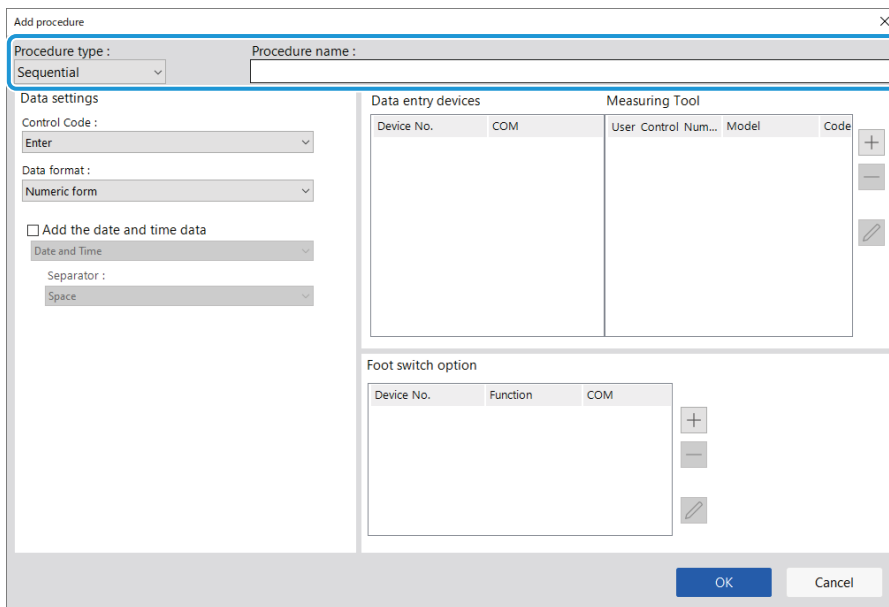 Add procedure
Procedure type :
Procedure name :
Sequential
Data settings
Control Code :
Enter
Data format :
Numeric form
Add the date and time data
Date and Time
Separator :
Space
Data entry devices
Device No. COM
Measuring Tool
User Control Num... Model Code
Foot switch option
Device No. Function COM
OK Cancel